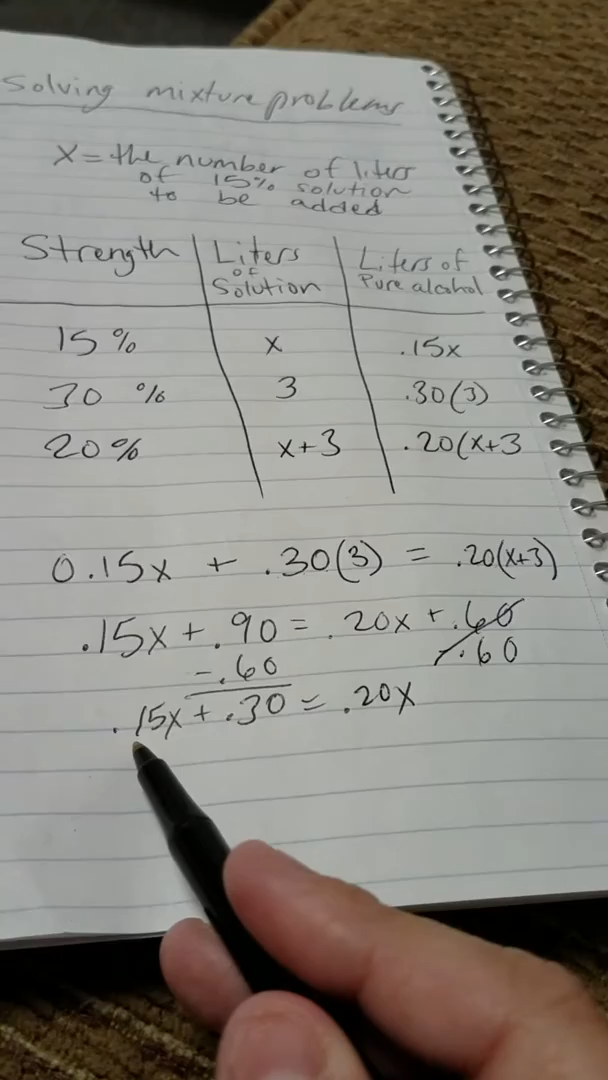 Solving mixture problems
X = the number of liters
of 15% solution
to be added
Strength Liters of Solution Liters of Pure alcohol
15% x .15x
30 % 3 .30(3)
20% x+3 .20(x+3
0.15x + .30(3) = .20(x+3)
.15x + .90 = .20x + .60
-.60 -.60
.15x + .30 = .20x